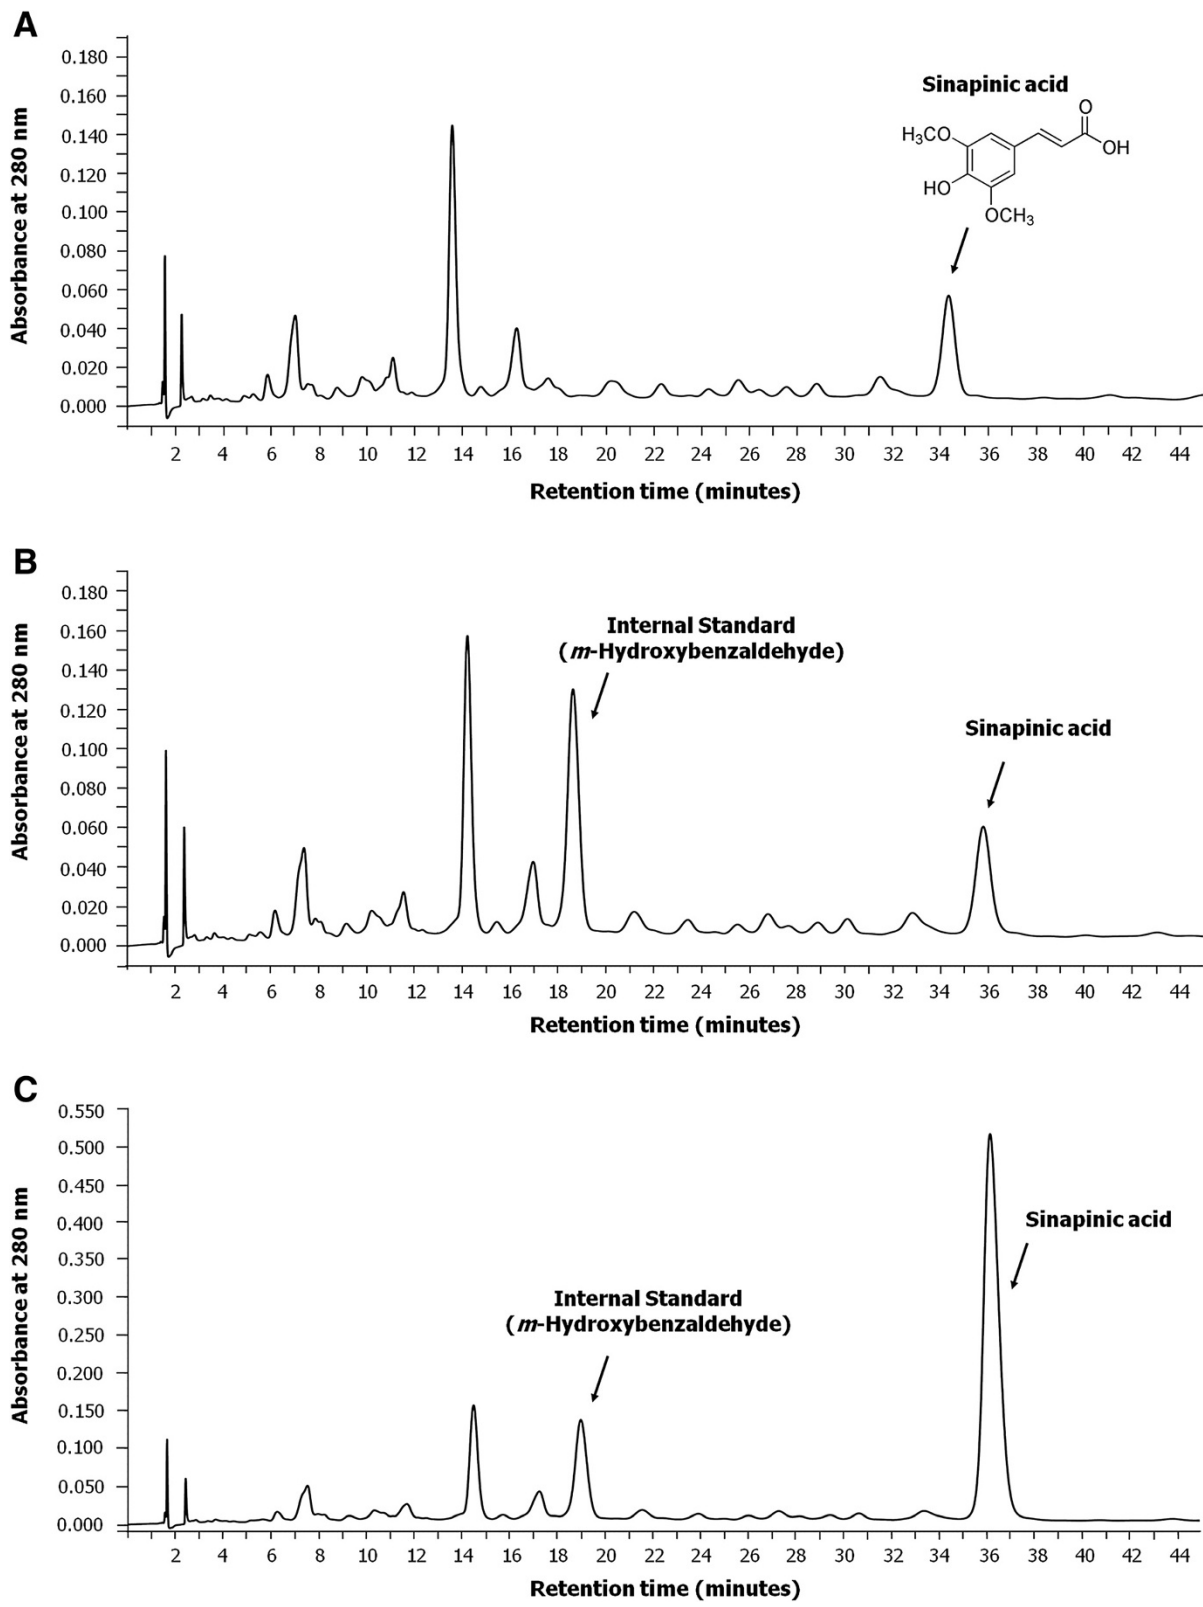 A
0.180
0.160
0.140
0.120
0.100
0.080
0.060
0.040
0.020
0.000
Absorbance at 280 nm
Sinapinic acid
O
H₃CO
OH
HO
OCH₃
2 4 6 8 10 12 14 16 18 20 22 24 26 28 30 32 34 36 38 40 42 44
Retention time (minutes)
B
0.180
0.160
0.140
0.120
0.100
0.080
0.060
0.040
0.020
0.000
Absorbance at 280 nm
Internal Standard
(m-Hydroxybenzaldehyde)
Sinapinic acid
2 4 6 8 10 12 14 16 18 20 22 24 26 28 30 32 34 36 38 40 42 44
Retention time (minutes)
C
0.550
0.500
0.450
0.400
0.350
0.300
0.250
0.200
0.150
0.100
0.050
0.000
Absorbance at 280 nm
Sinapinic acid
Internal Standard
(m-Hydroxybenzaldehyde)
2 4 6 8 10 12 14 16 18 20 22 24 26 28 30 32 34 36 38 40 42 44
Retention time (minutes)